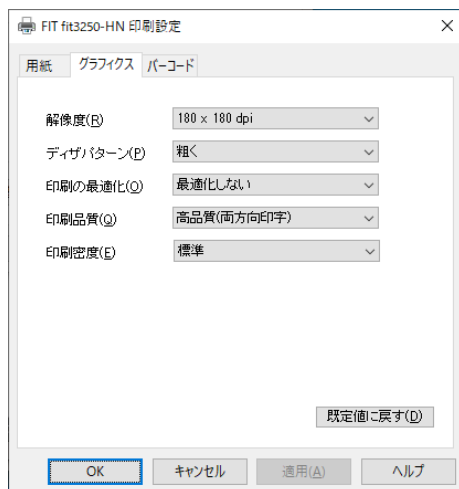 FIT fit3250-HN 印刷設定
用紙 グラフィクス バーコード
解像度(R) 180 x 180 dpi
ディザパターン(P) 粗く
印刷の最適化(O) 最適化しない
印刷品質(Q) 高品質(両方向印字)
印刷密度(E) 標準
既定値に戻す(D)
OK キャンセル 適用(A) ヘルプ